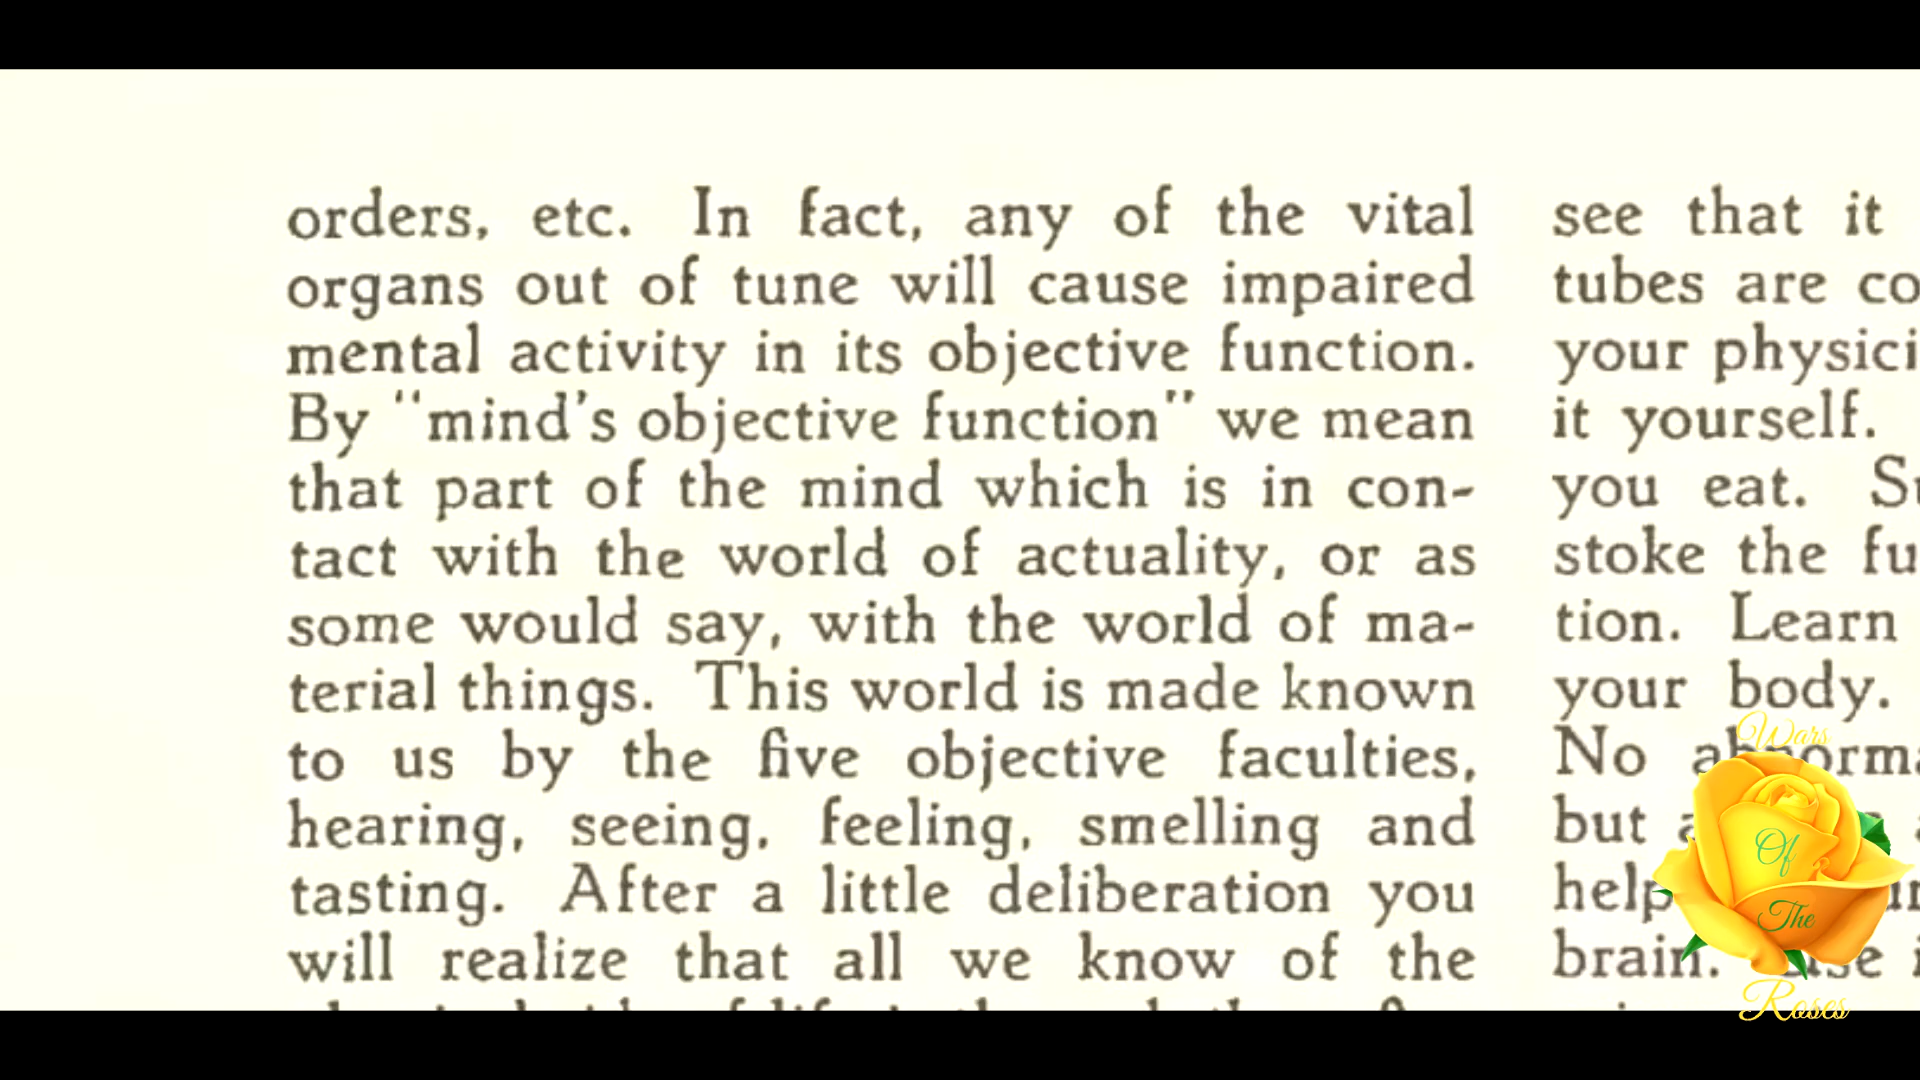 orders, etc. In fact, any of the vital
organs out of tune will cause impaired
mental activity in its objective function.
By "mind's objective function" we mean
that part of the mind which is in con-
tact with the world of actuality, or as
some would say, with the world of ma-
terial things. This world is made known
to us by the five objective faculties,
hearing, seeing, feeling, smelling and
tasting. After a little deliberation you
will realize that all we know of the
see that it
tubes are
your
it yourself.
you eat.
stoke the
tion. Learn
your body.
No
but
help
brain.
Wars
Of
The
Roses